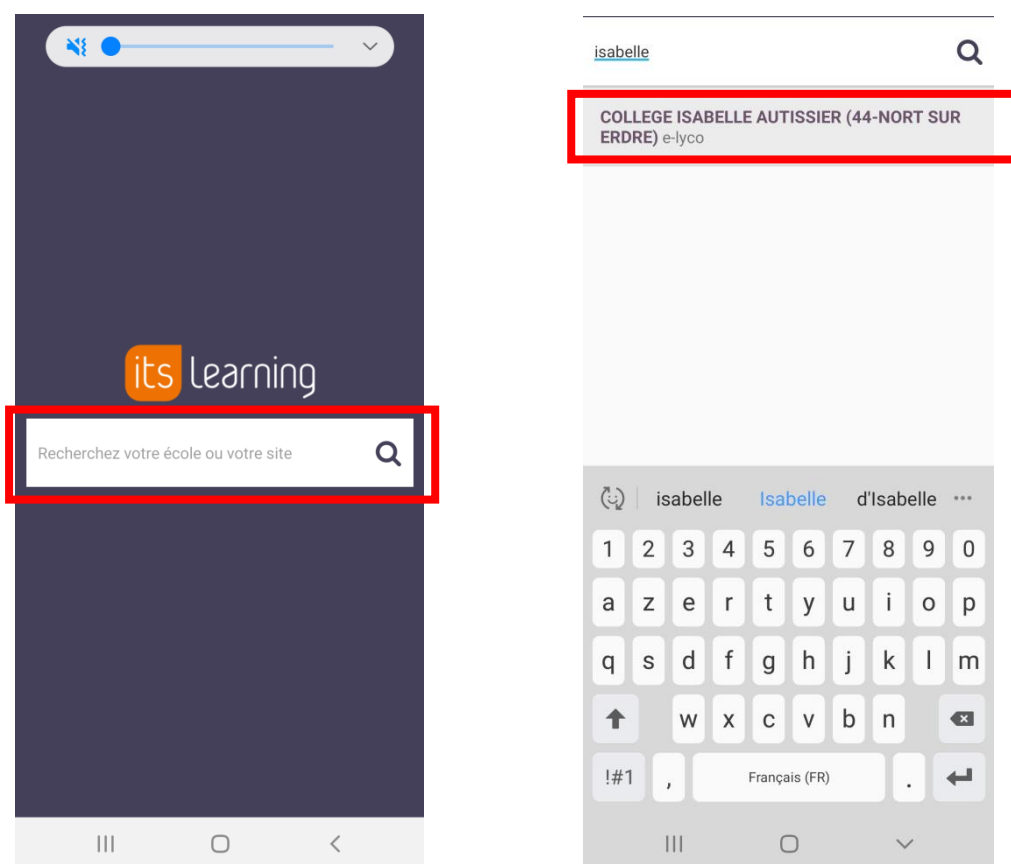 its learning
Recherchez votre école ou votre site
isabelle
COLLEGE ISABELLE AUTISSIER (44-NORT SUR
ERDRE) e-lyco
isabelle Isabelle d'Isabelle
1 2 3 4 5 6 7 8 9 0
a z e r t y u i o p
q s d f g h j k l m
w x c v b n
!#1 , Français (FR) .